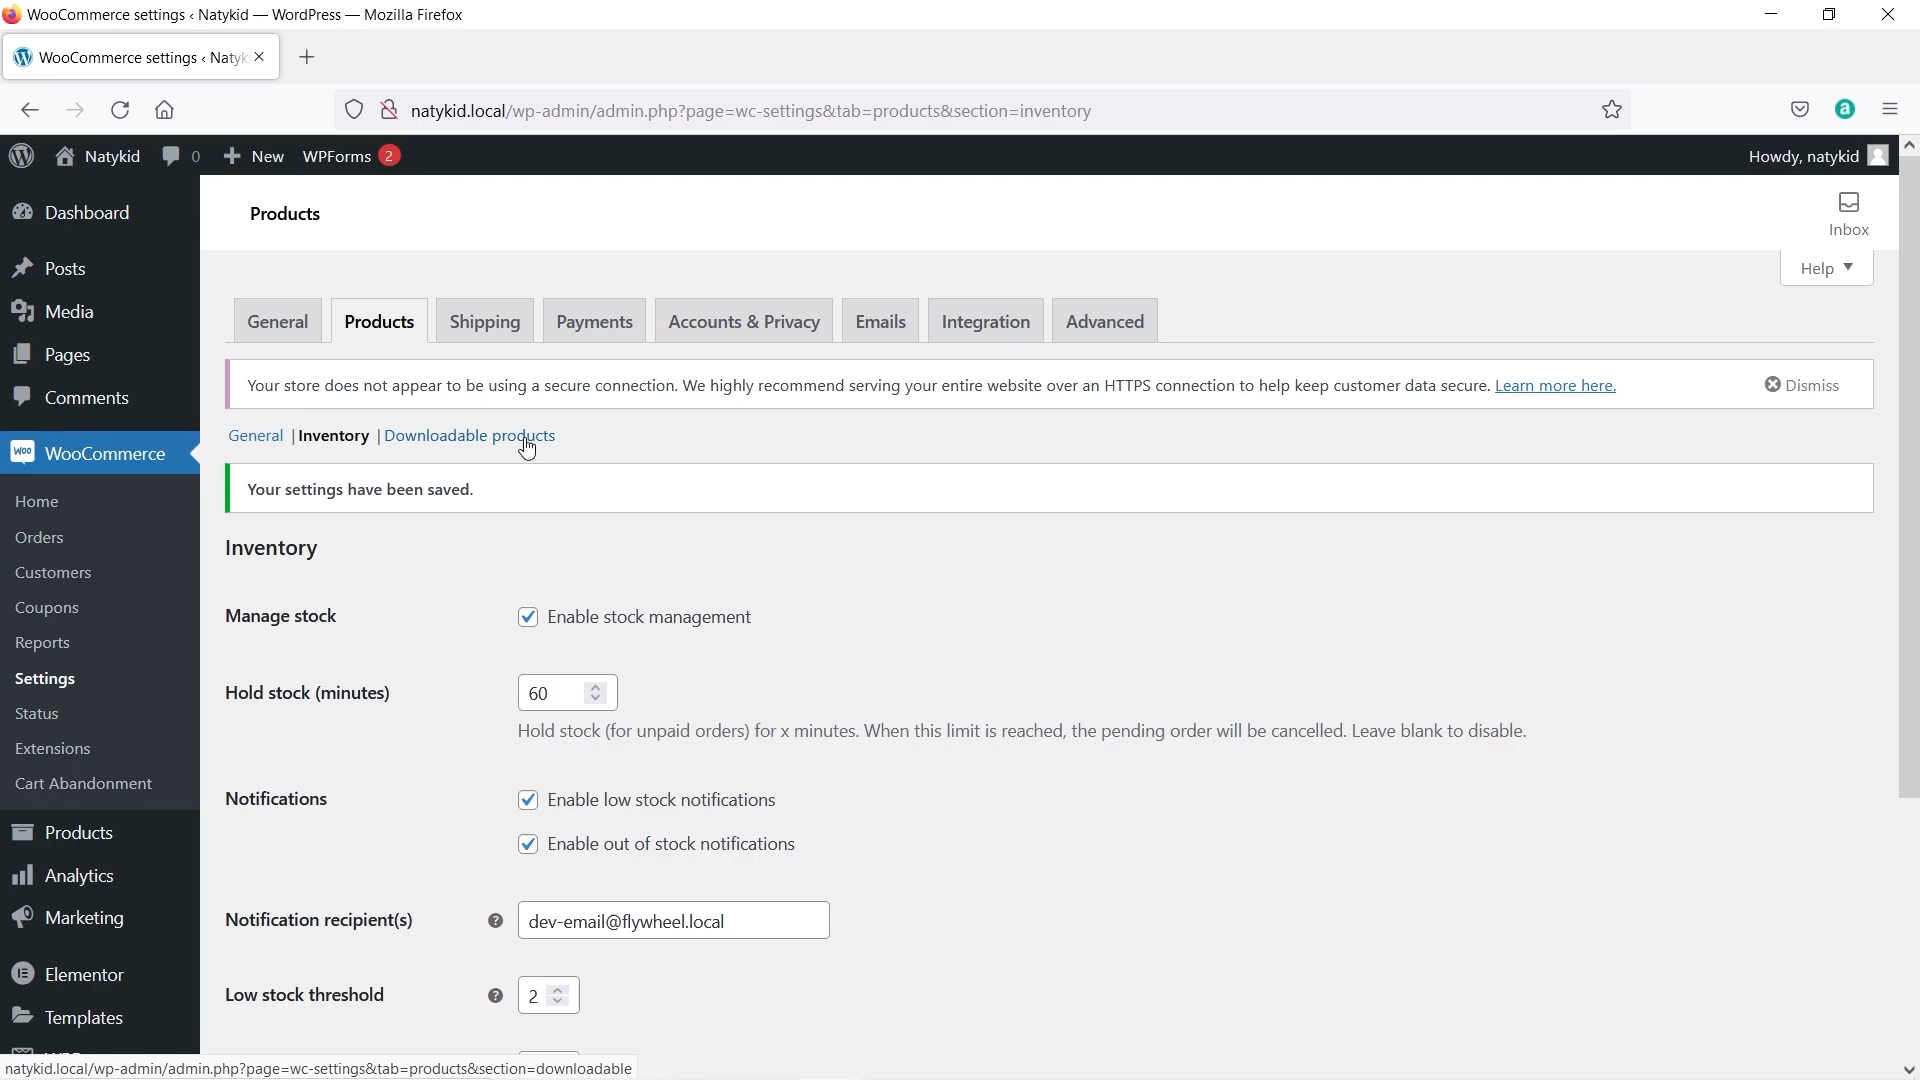 WooCommerce settings ‹ Natykid — WordPress — Mozilla Firefox
WooCommerce settings ‹ Natyk
natykid.local/wp-admin/admin.php?page=wc-settings&tab=products&section=inventory
Natykid 0 New WPForms 2 Howdy, natykid
Dashboard
Posts
Media
Pages
Comments
WooCommerce
Home
Orders
Customers
Coupons
Reports
Settings
Status
Extensions
Cart Abandonment
Products
Analytics
Marketing
Elementor
Templates
Products
Inbox
Help
General Products Shipping Payments Accounts & Privacy Emails Integration Advanced
Your store does not appear to be using a secure connection. We highly recommend serving your entire website over an HTTPS connection to help keep customer data secure. Learn more here. Dismiss
General | Inventory | Downloadable products
Your settings have been saved.
Inventory
Manage stock Enable stock management
Hold stock (minutes) 60
Hold stock (for unpaid orders) for x minutes. When this limit is reached, the pending order will be cancelled. Leave blank to disable.
Notifications Enable low stock notifications
Enable out of stock notifications
Notification recipient(s) dev-email@flywheel.local
Low stock threshold 2
natykid.local/wp-admin/admin.php?page=wc-settings&tab=products&section=downloadable